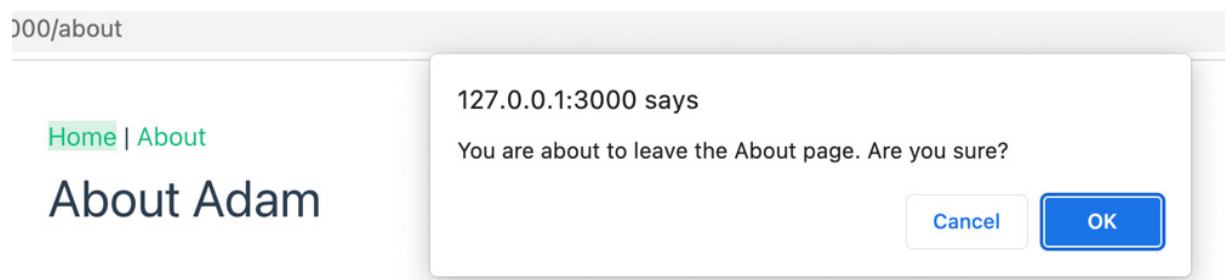 000/about
127.0.0.1:3000 says
Home | About
You are about to leave the About page. Are you sure?
About Adam
Cancel
OK